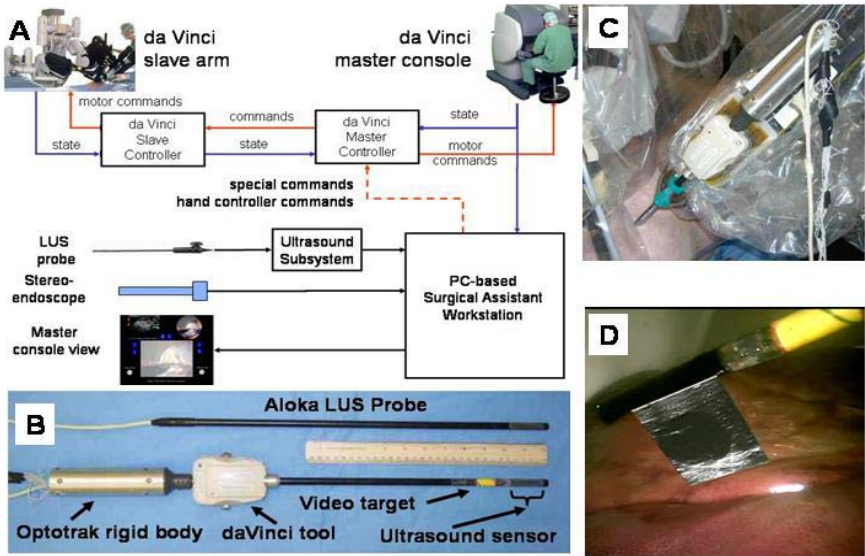 A
da Vinci
slave arm
da Vinci
master console
motor commands
da Vinci
Slave
Controller
commands
da Vinci
Master
Controller
state
state
state
motor
commands
special commands
hand controller commands
LUS
probe
Ultrasound
Subsystem
Stereo-
endoscope
PC-based
Surgical Assistant
Workstation
Master
console view
B
Aloka LUS Probe
Video target
Optotrak rigid body
daVinci tool
Ultrasound sensor
C
D